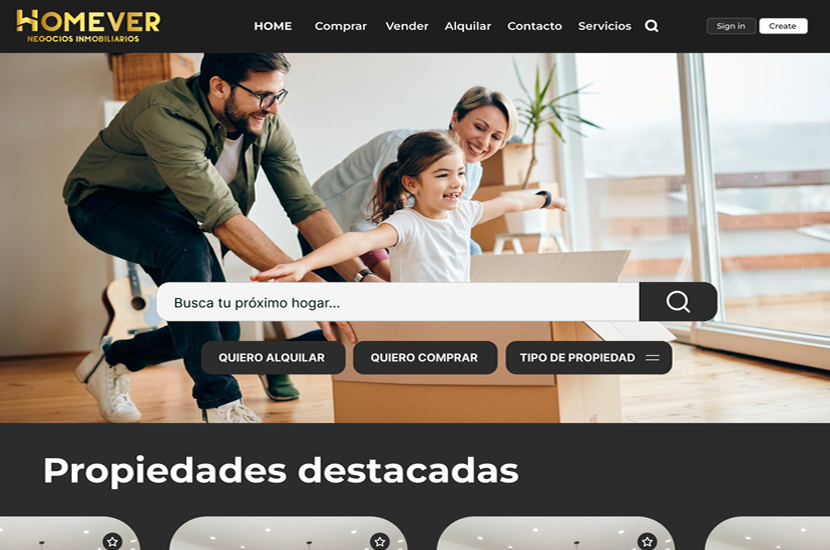 HOMEVER
NEGOCIOS INMOBILIARIOS
HOME Comprar Vender Alquilar Contacto Servicios
Sign in Create
Busca tu próximo hogar...
QUIERO ALQUILAR QUIERO COMPRAR TIPO DE PROPIEDAD
Propiedades destacadas